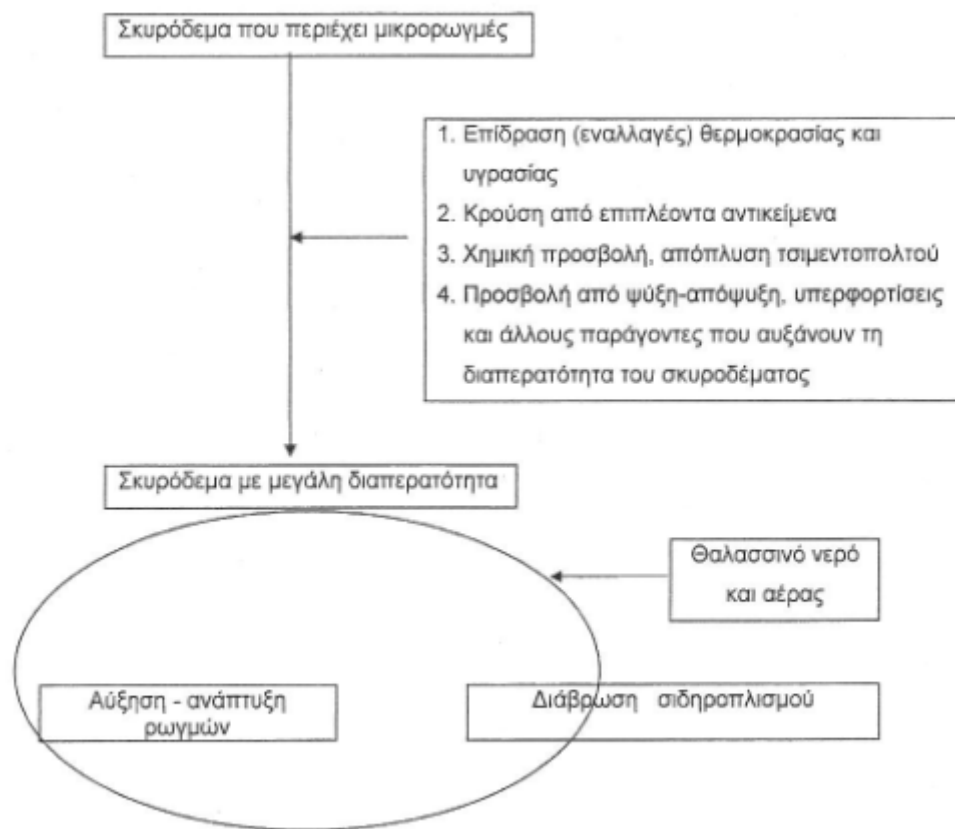 Σκυρόδεμα που περιέχει μικρορωγμές
1. Επίδραση (εναλλαγές) θερμοκρασίας και
υγρασίας
2. Κρούση από επιπλέοντα αντικείμενα
3. Χημική προσβολή, απόπλυση τσιμεντοπολτού
4. Προσβολή από ψύξη-απόψυξη, υπερφορτίσεις
και άλλους παράγοντες που αυξάνουν τη
διαπερατότητα του σκυροδέματος
Σκυρόδεμα με μεγάλη διαπερατότητα
Θαλασσινό νερό
και αέρας
Αύξηση - ανάπτυξη
ρωγμών
Διάβρωση σιδηροπλισμού